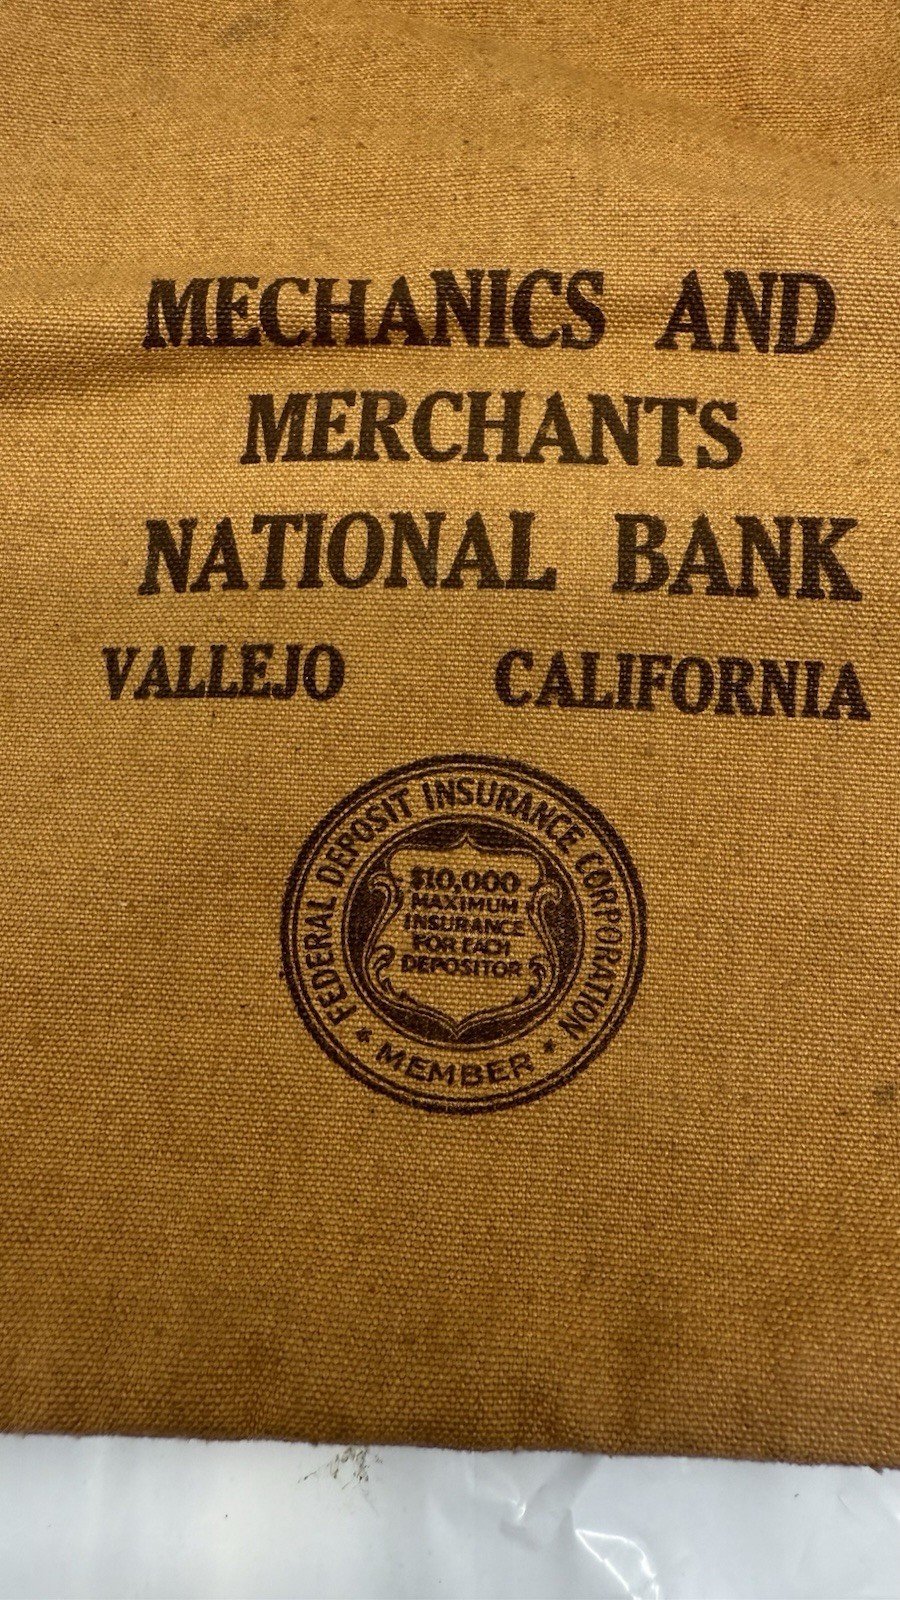 MECHANICS AND
MERCHANTS
NATIONAL BANK
VALLEJO CALIFORNIA
FEDERAL DEPOSIT INSURANCE CORPORATION
$10,000
MAXIMUM
INSURANCE
FOR EACH
DEPOSITOR
* MEMBER *